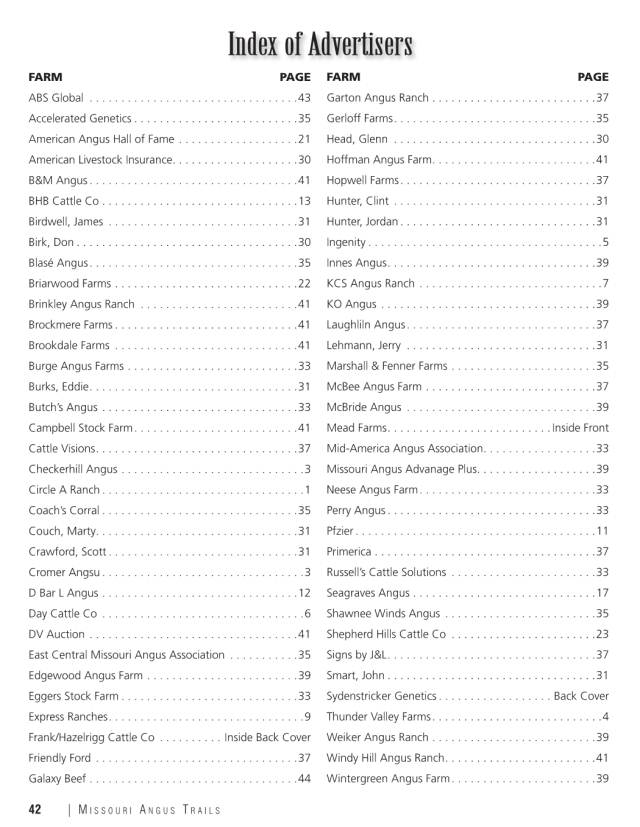 Index of Advertisers
FARM PAGE
ABS Global ................................43
Accelerated Genetics ..........................35
American Angus Hall of Fame ...................21
American Livestock Insurance....................30
B&M Angus.................................41
BHB Cattle Co ...............................13
Birdwell, James ..............................31
Birk, Don ...................................30
Blasé Angus.................................35
Briarwood Farms .............................22
Brinkley Angus Ranch .........................41
Brockmere Farms.............................41
Brookdale Farms .............................41
Burge Angus Farms ...........................33
Burks, Eddie.................................31
Butch's Angus ...............................33
Campbell Stock Farm..........................41
Cattle Visions................................37
Checkerhill Angus .............................3
Circle A Ranch ................................1
Coach's Corral ...............................35
Couch, Marty................................31
Crawford, Scott..............................31
Cromer Angsu ................................3
D Bar L Angus ...............................12
Day Cattle Co ................................6
DV Auction .................................41
East Central Missouri Angus Association ...........35
Edgewood Angus Farm ........................39
Eggers Stock Farm ............................33
Express Ranches...............................9
Frank/Hazelrigg Cattle Co .......... Inside Back Cover
Friendly Ford ................................37
Galaxy Beef .................................44
FARM PAGE
Garton Angus Ranch ..........................37
Gerloff Farms................................35
Head, Glenn ................................30
Hoffman Angus Farm..........................41
Hopwell Farms...............................37
Hunter, Clint ................................31
Hunter, Jordan...............................31
Ingenity .....................................5
Innes Angus.................................39
KCS Angus Ranch .............................7
KO Angus ..................................39
Laughliln Angus..............................37
Lehmann, Jerry ..............................31
Marshall & Fenner Farms .......................35
McBee Angus Farm ...........................37
McBride Angus ..............................39
Mead Farms..........................Inside Front
Mid-America Angus Association..................33
Missouri Angus Advanage Plus...................39
Neese Angus Farm............................33
Perry Angus.................................33
Pfzier ......................................11
Primerica ...................................37
Russell's Cattle Solutions .......................33
Seagraves Angus .............................17
Shawnee Winds Angus ........................35
Shepherd Hills Cattle Co .......................23
Signs by J&L.................................37
Smart, John .................................31
Sydenstricker Genetics .................. Back Cover
Thunder Valley Farms...........................4
Weiker Angus Ranch ..........................39
Windy Hill Angus Ranch........................41
Wintergreen Angus Farm.......................39
42 | MISSOURI ANGUS TRAILS